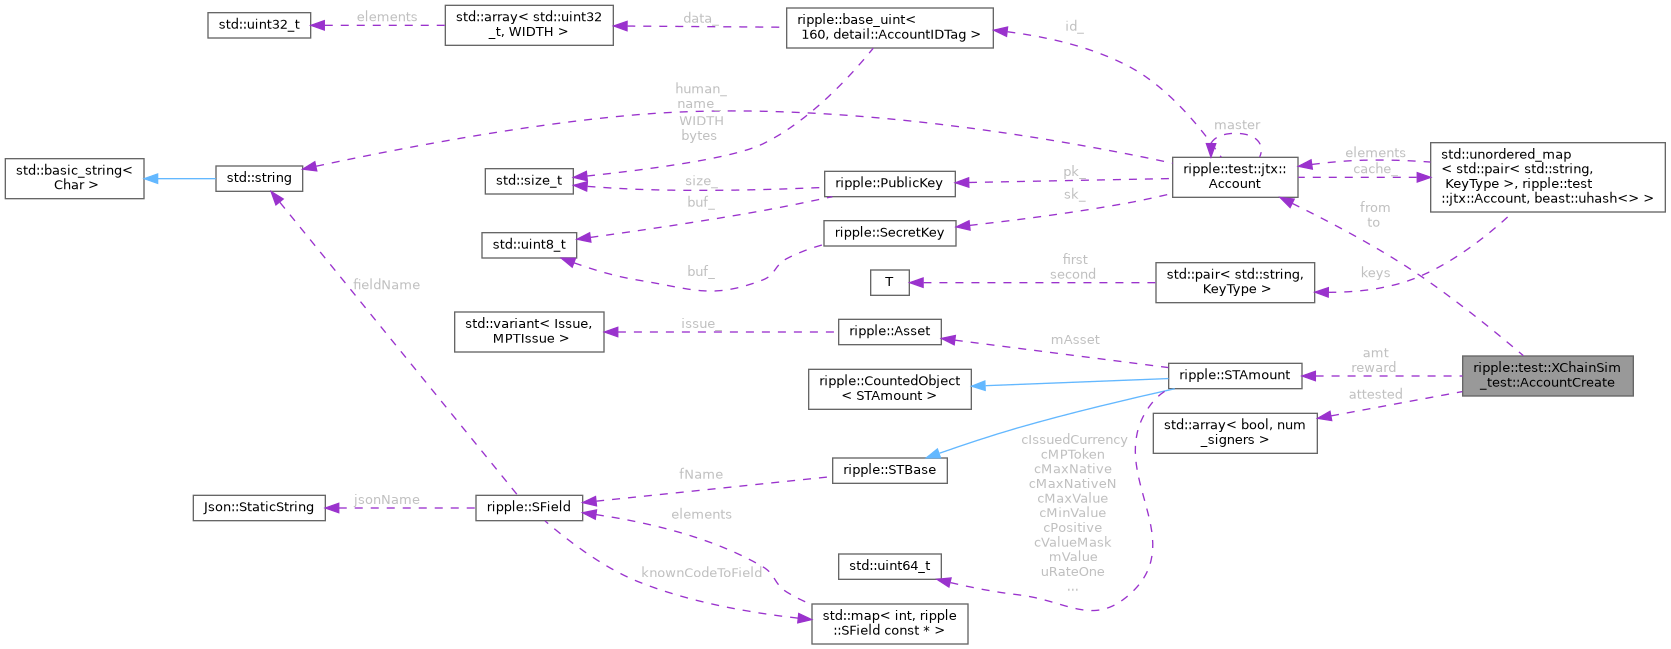 std::uint32_t
elements
std::array< std::uint32
_t, WIDTH >
data_
ripple::base_uint<
160, detail::AccountIDTag >
id_
human_
name_
WIDTH
bytes
master
std::basic_string<
Char >
std::string
std::size_t
size_
buf_
ripple::PublicKey
pk_
sk_
ripple::test::jtx::
Account
elements
cache_
std::unordered_map
< std::pair< std::string,
KeyType >, ripple::test
::jtx::Account, beast::uhash<> >
std::uint8_t
ripple::SecretKey
buf_
from
to
T
first
second
std::pair< std::string,
KeyType >
keys
fieldName
std::variant< Issue,
MPTIssue >
issue_
ripple::Asset
mAsset
ripple::CountedObject
< STAmount >
ripple::STAmount
amt
reward
attested
ripple::test::XChainSim
_test::AccountCreate
std::array< bool, num
_signers >
cIssuedCurrency
cMPToken
cMaxNative
cMaxNativeN
cMaxValue
cMinValue
cPositive
cValueMask
mValue
uRateOne
...
ripple::STBase
fName
Json::StaticString
jsonName
ripple::SField
elements
knownCodeToField
std::uint64_t
std::map< int, ripple
::SField const * >